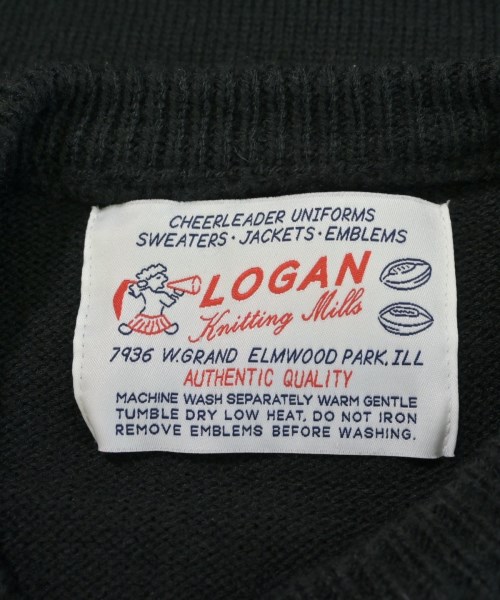 CHEERLEADER UNIFORMS
SWEATERS · JACKETS · EMBLEMS
LOGAN
Knitting Mills
7936 W. GRAND ELMWOOD PARK, ILL
AUTHENTIC QUALITY
MACHINE WASH SEPARATELY WARM GENTLE
TUMBLE DRY LOW HEAT. DO NOT IRON
REMOVE EMBLEMS BEFORE WASHING.